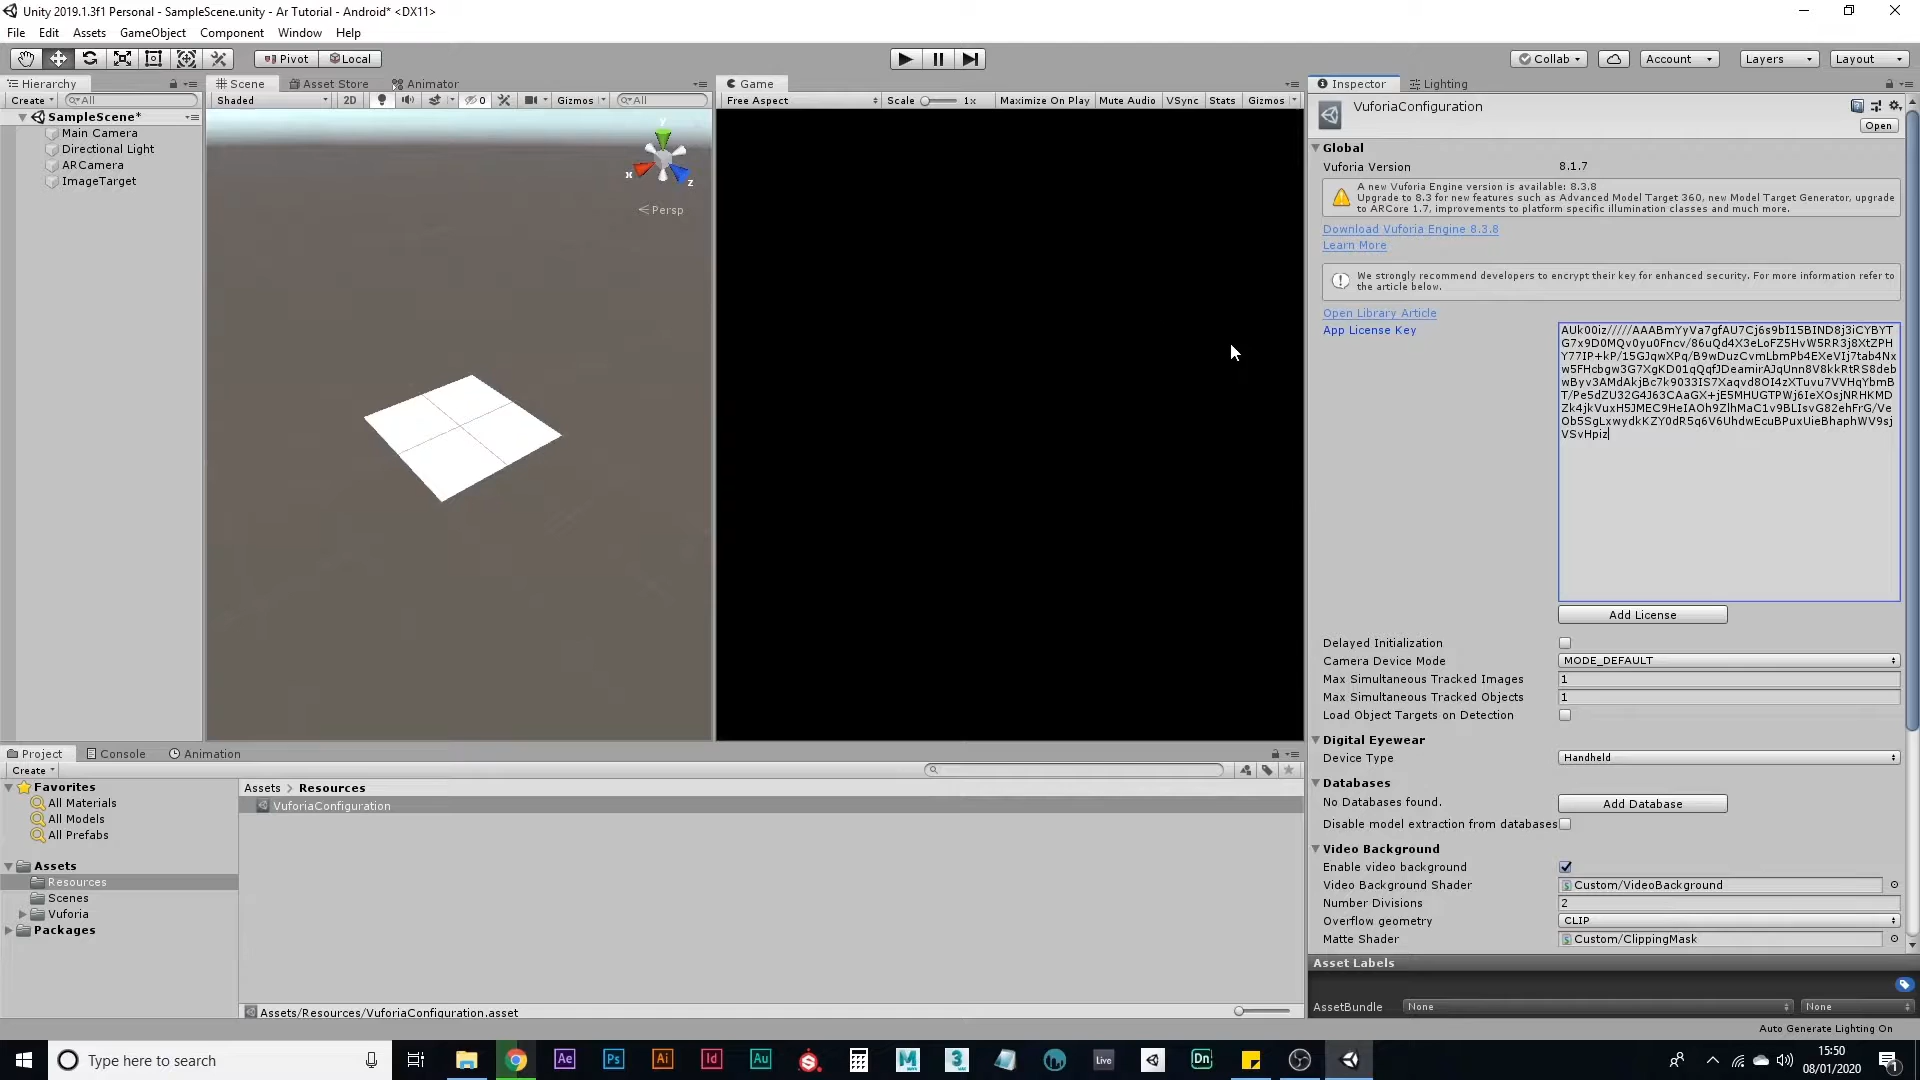 Unity 2019.1.3f1 Personal - SampleScene.unity - Ar Tutorial - Android* <DX11>
File Edit Assets GameObject Component Window Help
Pivot Local
Collab Account Layers Layout
Hierarchy
Create All
SampleScene*
Main Camera
Directional Light
ARCamera
ImageTarget
Scene Asset Store Animator
Shaded 2D 0 Gizmos All
y
x
z
Persp
Game
Free Aspect Scale 1x Maximize On Play Mute Audio VSync Stats Gizmos
Inspector Lighting
VuforiaConfiguration
Open
Global
Vuforia Version 8.1.7
A new Vuforia Engine version is available: 8.3.8
Upgrade to 8.3 for new features such as Advanced Model Target 360, new Model Target Generator, upgrade
to ARCore 1.7, improvements to platform specific illumination classes and much more.
Download Vuforia Engine 8.3.8
Learn More
We strongly recommend developers to encrypt their key for enhanced security. For more information refer to
the article below.
Open Library Article
App License Key
AUk00iz/////AAABmYyVa7gfAU7Cj6s9bI15BIND8j3iCYBYT
G7x9D0MQv0yu0Fncv/86uQd4X3eLoFZ5HvW5RR3j8XtZPH
Y77IP+kP/15GJqwXPq/B9wDuzCvmLbmPb4EXeVIj7tab4Nx
w5FHcbgw3G7XgKD01qQqfJDeamirAJqUnn8V8kkRtRS8deb
wByv3AMdAkjBc7k9033IS7Xaqvd8OI4zXTuvu7VVHqYbmB
T/Pe5dZU32G4J63CAaGX+jE5MHUGTPWj6IeXOsjNRHKMD
Zk4jkVuxH5JMEC9HeIAOh9ZlhMaC1v9BLIsvG82ehFrG/Ve
Ob5SgLxwydkKZY0dR5q6V6UhdwEcuBPuxUieBhaphWV9sj
VSvHpiz
Add License
Delayed Initialization
Camera Device Mode MODE_DEFAULT
Max Simultaneous Tracked Images 1
Max Simultaneous Tracked Objects 1
Load Object Targets on Detection
Digital Eyewear
Device Type Handheld
Databases
No Databases found. Add Database
Disable model extraction from databases
Video Background
Enable video background
Video Background Shader Custom/VideoBackground
Number Divisions 2
Overflow geometry CLIP
Matte Shader Custom/ClippingMask
Asset Labels
AssetBundle None None
Auto Generate Lighting On
Project Console Animation
Create
Favorites
All Materials
All Models
All Prefabs
Assets
Resources
Scenes
Vuforia
Packages
Assets > Resources
VuforiaConfiguration
Assets/Resources/VuforiaConfiguration.asset
Type here to search
Ae Ps Ai Id Au M 3 Live Dn
15:50
08/01/2020
1